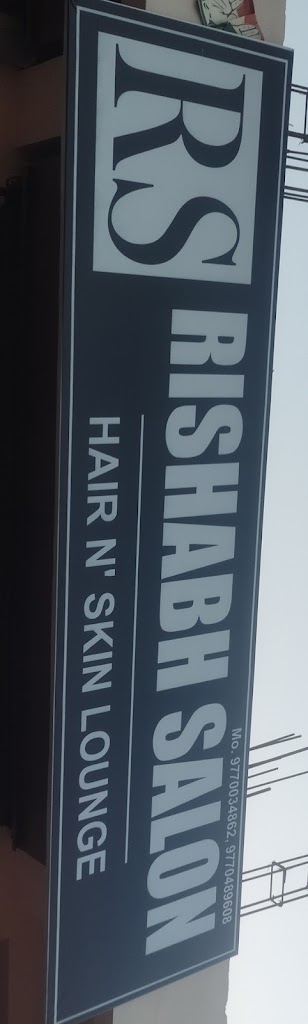 RS
Mo. 9770034862, 9770489608
RISHABH SALON
HAIR N' SKIN LOUNGE